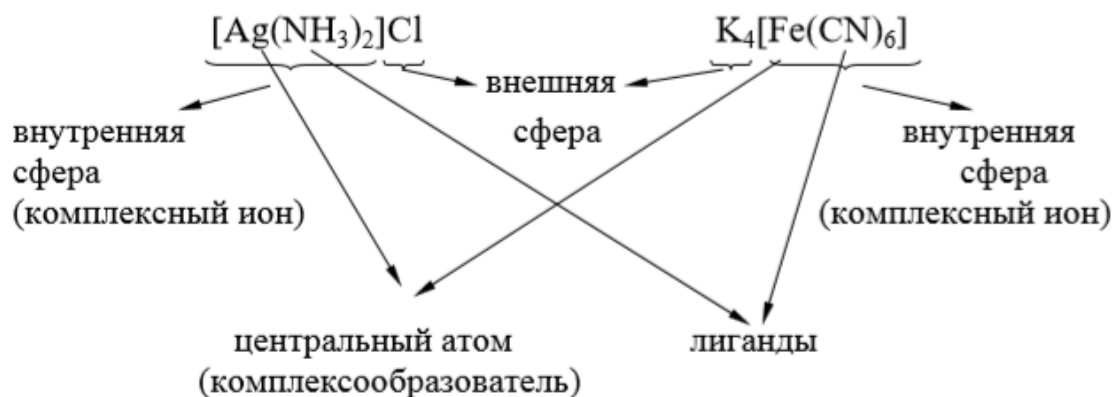 [Ag(NH₃)₂]Cl K₄[Fe(CN)₆]
внешняя
сфера
внутренняя
сфера
(комплексный ион)
внутренняя
сфера
(комплексный ион)
центральный атом
(комплексообразователь)
лиганды